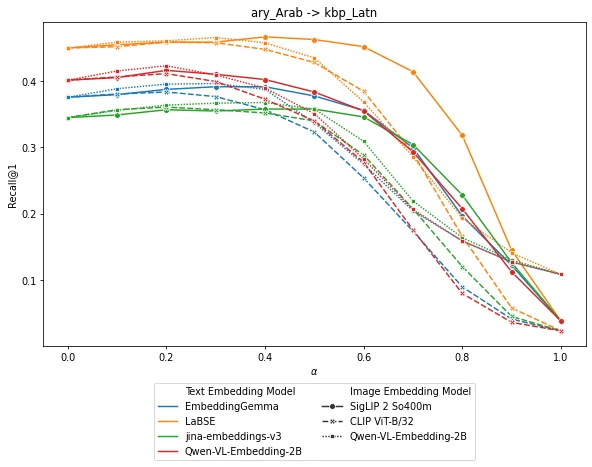 ary_Arab -> kbp_Latn
Recall@1
0.4
0.3
0.2
0.1
0.0 0.2 0.4 0.6 0.8 1.0
α
Text Embedding Model Image Embedding Model
EmbeddingGemma SigLIP 2 So400m
LaBSE CLIP ViT-B/32
jina-embeddings-v3 Qwen-VL-Embedding-2B
Qwen-VL-Embedding-2B